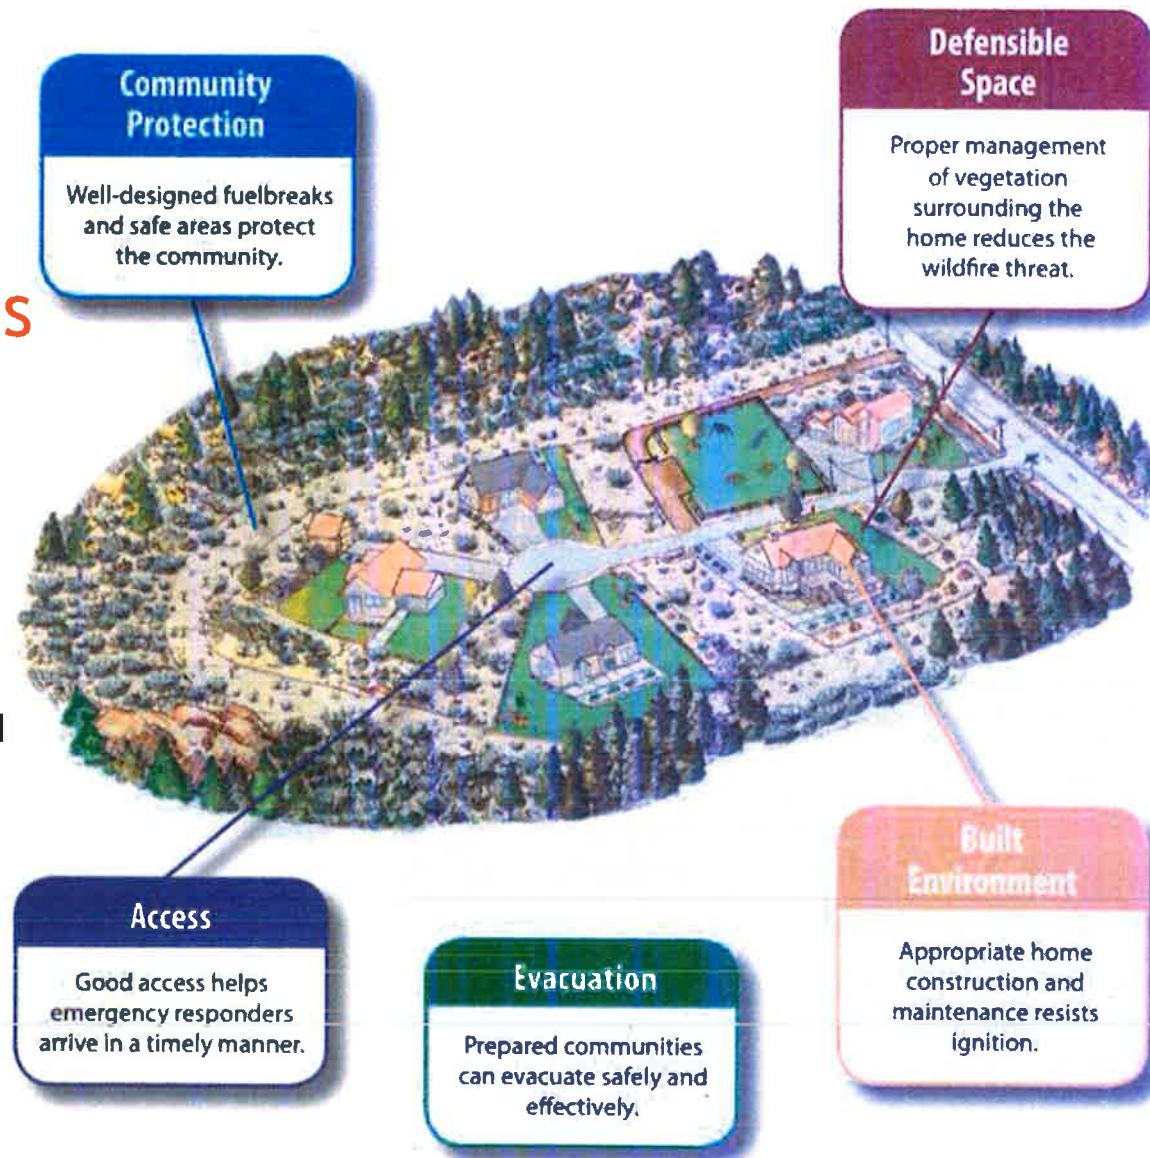 Community
Protection
Well-designed fuelbreaks
and safe areas protect
the community.
Defensible
Space
Proper management
of vegetation
surrounding the
home reduces the
wildfire threat.
s
Access
Good access helps
emergency responders
arrive in a timely manner.
Evacuation
Prepared communities
can evacuate safely and
effectively.
Built
Environment
Appropriate home
construction and
maintenance resists
ignition.